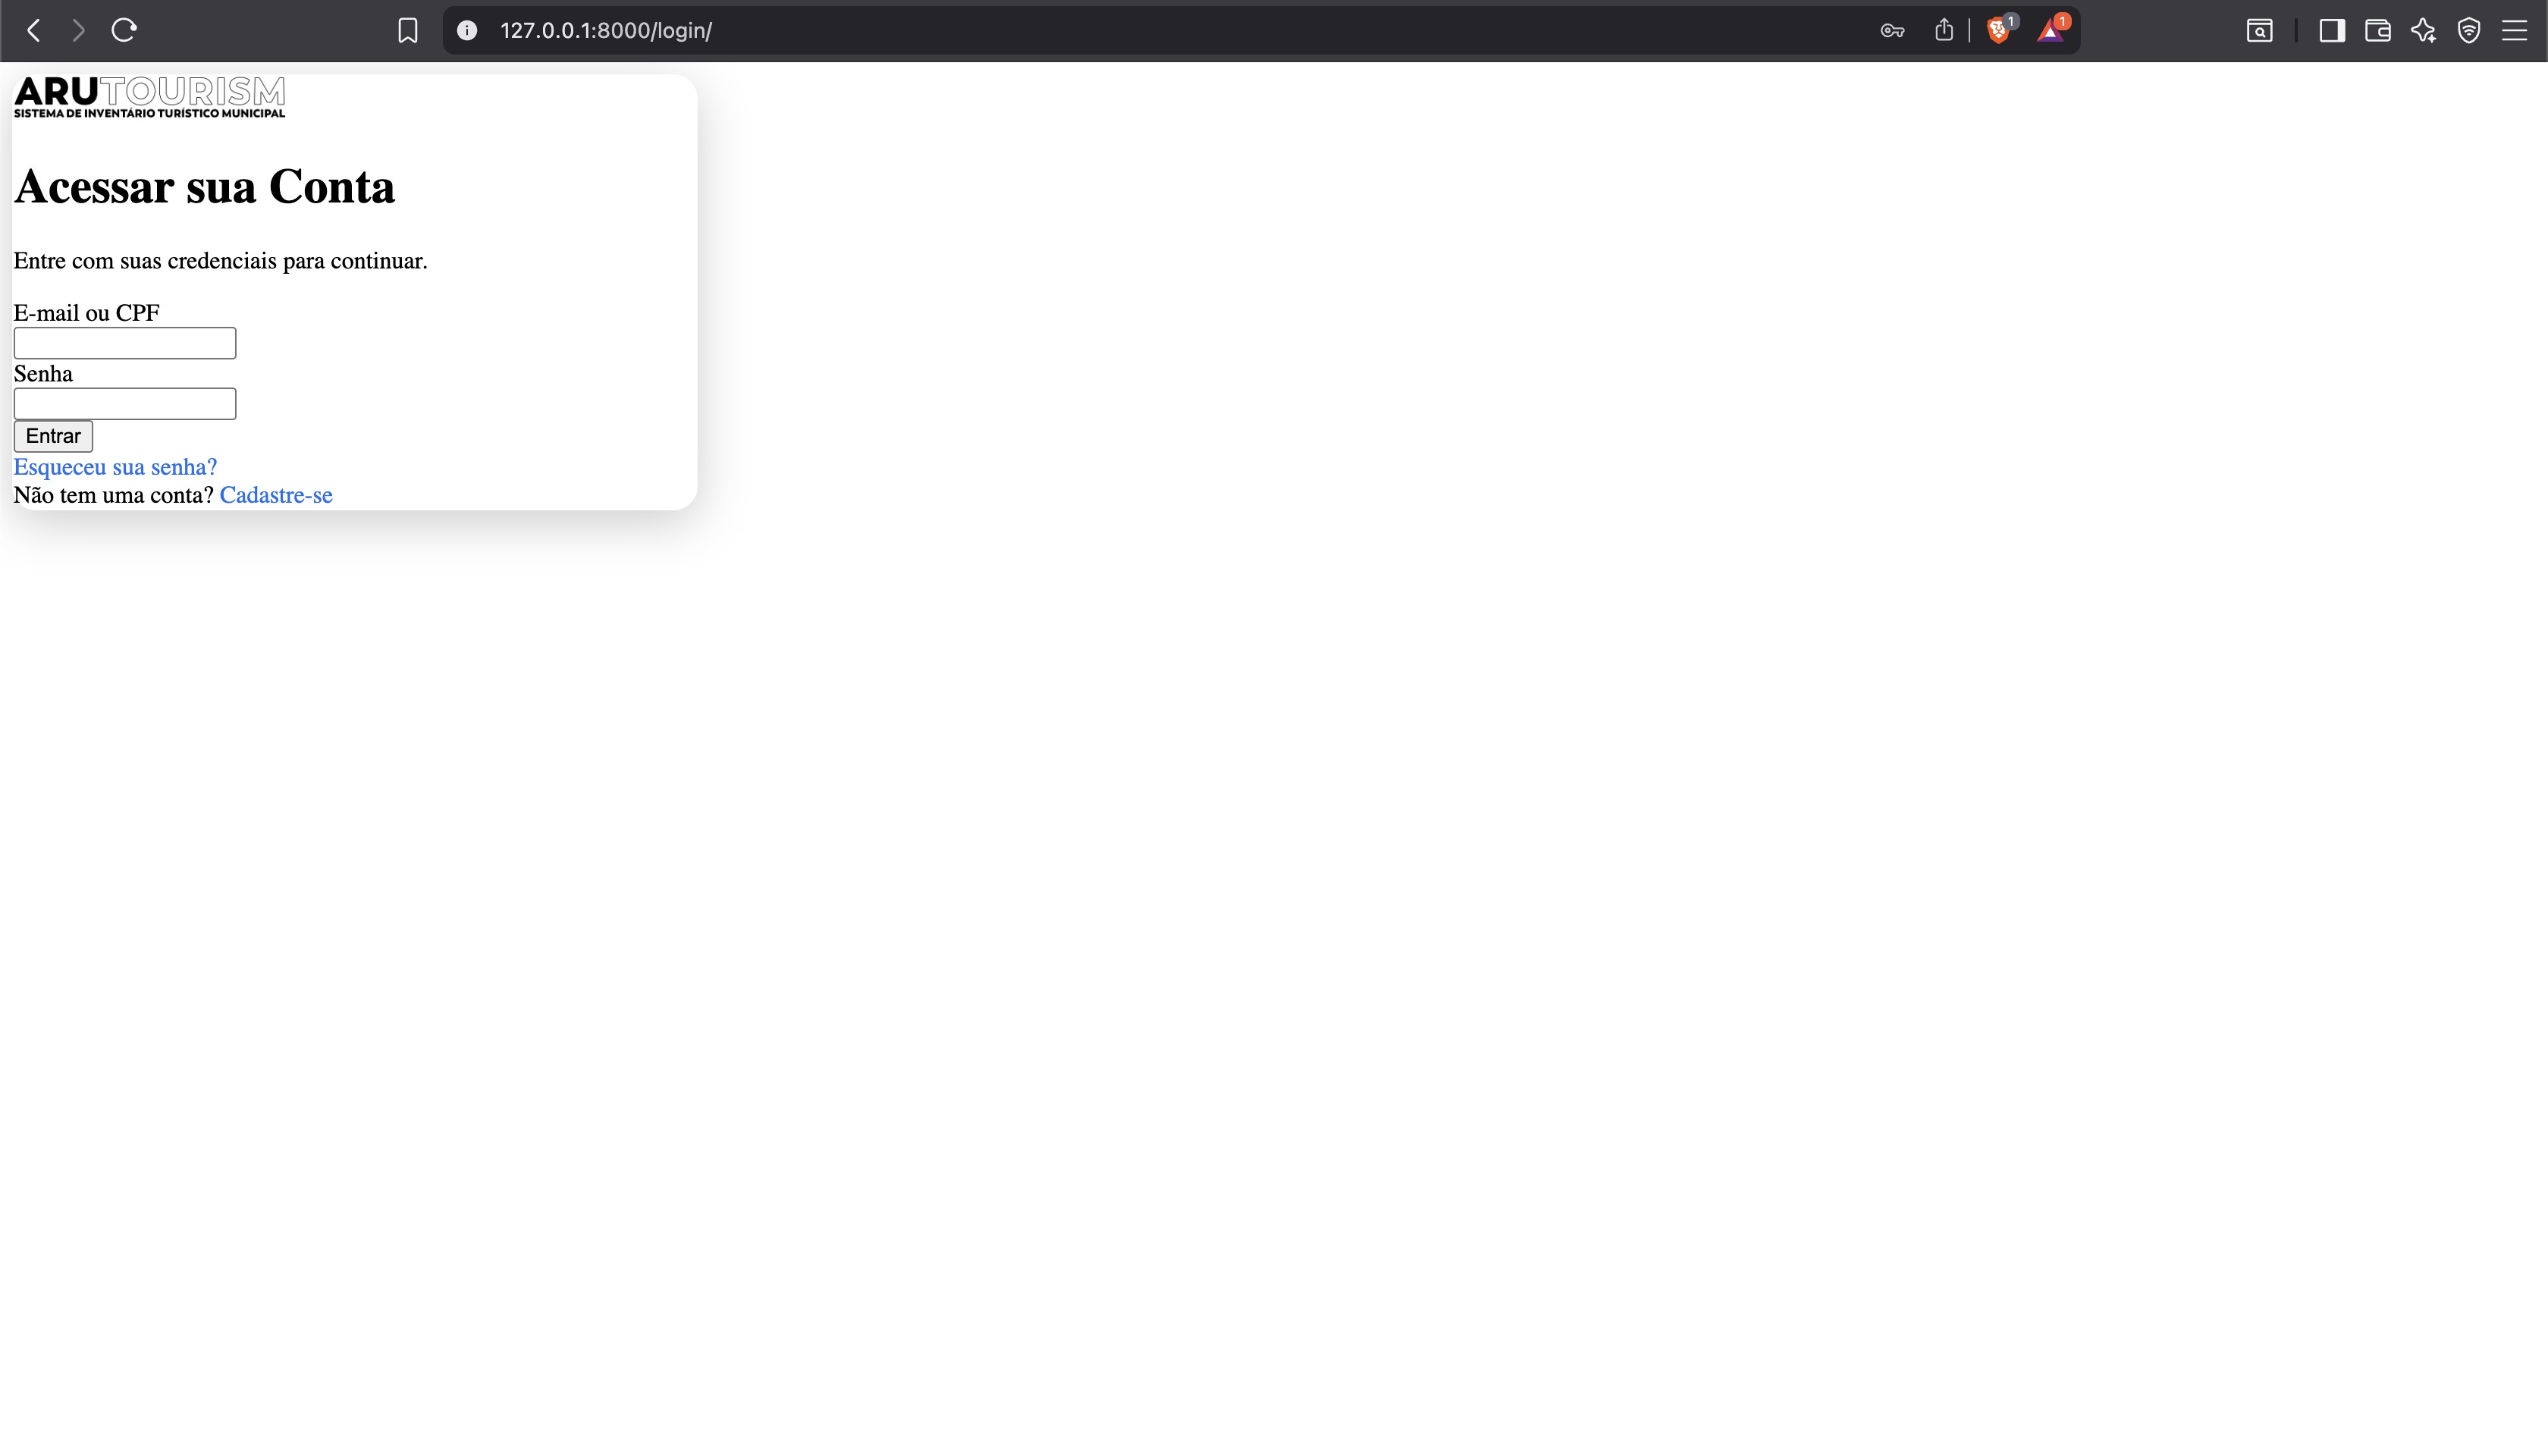 127.0.0.1:8000/login/
1
1
ARUTOURISM
SISTEMA DE INVENTÁRIO TURÍSTICO MUNICIPAL
Acessar sua Conta
Entre com suas credenciais para continuar.
E-mail ou CPF
Senha
Entrar
Esqueceu sua senha?
Não tem uma conta? Cadastre-se